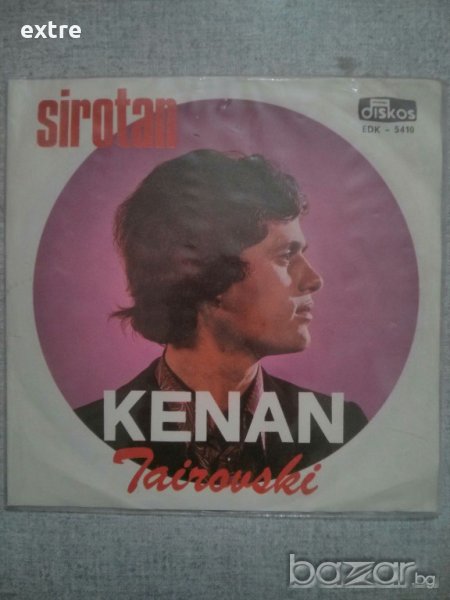 extre
sirotan
diskos
EDK - 5410
KENAN
Tairovski
bazar.bg